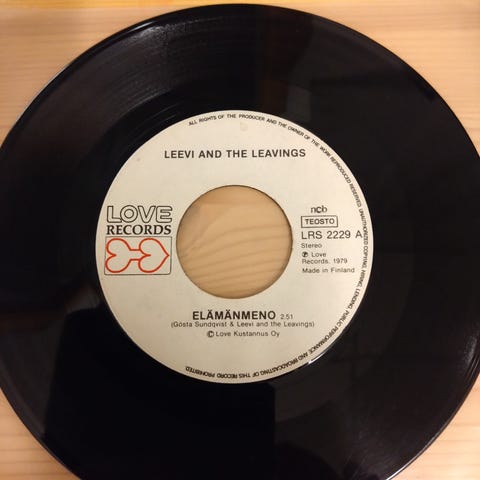 ALL RIGHTS OF THE PRODUCER AND THE OWNER OF THE WORK REPRODUCED RESERVED. UNAUTHORIZED COPYING, HIRING, LENDING, PUBLIC PERFORMANCE AND BROADCASTING OF THIS RECORD PROHIBITED.
LEEVI AND THE LEAVINGS
LOVE
RECORDS
ncb
TEOSTO
LRS 2229 A
Stereo
℗ Love
Records, 1979
Made in Finland
ELÄMÄNMENO 2.51
(Gösta Sundqvist & Leevi and the Leavings)
© Love Kustannus Oy